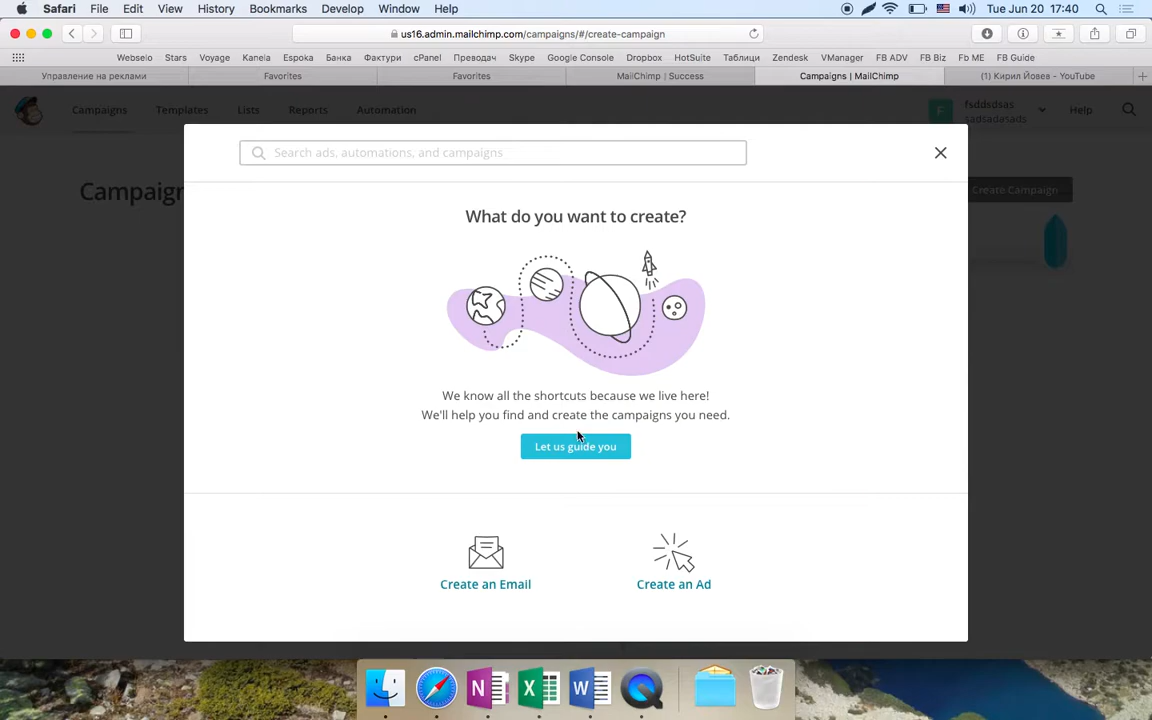 Safari File Edit View History Bookmarks Develop Window Help Tue Jun 20 17:40
us16.admin.mailchimp.com/campaigns/#/create-campaign
Webselo Stars Voyage Kanela Espoka Банка Фактури cPanel Преводач Skype Google Console Dropbox HotSuite Таблици Zendesk VManager FB ADV FB Biz Fb ME FB Guide
Управление на реклами Favorites Favorites MailChimp | Success Campaigns | MailChimp (1) Кирил Йовев - YouTube
Campaigns Templates Lists Reports Automation F fsddsdsas Help
sadsadasads
Search ads, automations, and campaigns
Campaign Create Campaign
What do you want to create?
We know all the shortcuts because we live here!
We'll help you find and create the campaigns you need.
Let us guide you
Create an Email Create an Ad
N X W